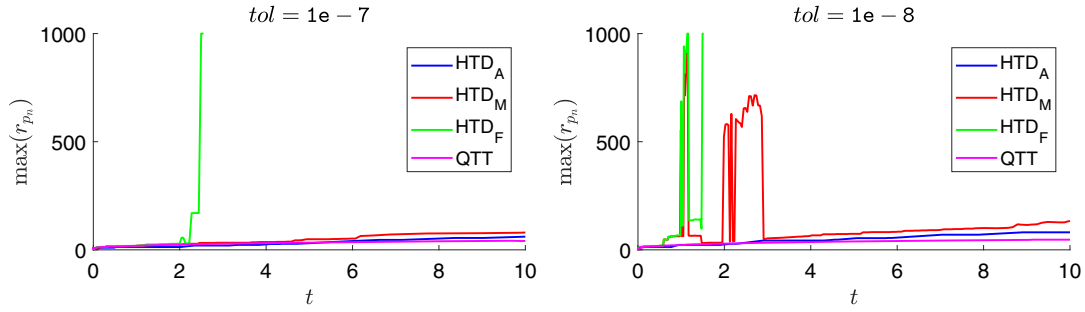 tol = 1e − 7
1000
500
0
max(r_{p_n})
0 2 4 6 8 10
t
HTD_A
HTD_M
HTD_F
QTT
tol = 1e − 8
1000
500
0
max(r_{p_n})
0 2 4 6 8 10
t
HTD_A
HTD_M
HTD_F
QTT